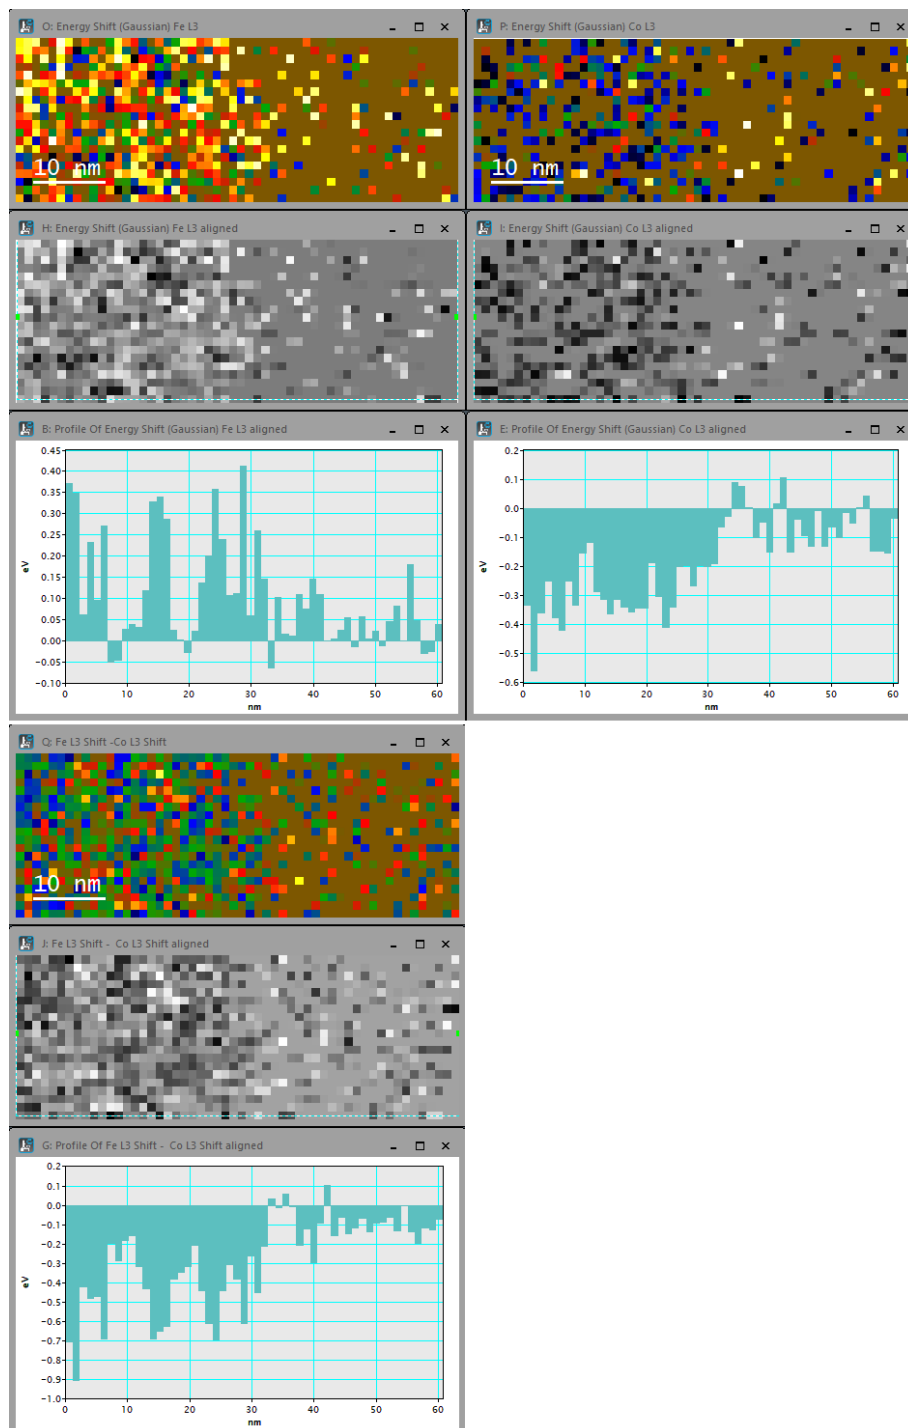 O: Energy Shift (Gaussian) Fe L3
P: Energy Shift (Gaussian) Co L3
10 nm
10 nm
H: Energy Shift (Gaussian) Fe L3 aligned
I: Energy Shift (Gaussian) Co L3 aligned
B: Profile Of Energy Shift (Gaussian) Fe L3 aligned
E: Profile Of Energy Shift (Gaussian) Co L3 aligned
0.45
0.40
0.35
0.30
0.25
0.20
0.15
0.10
0.05
0.00
-0.05
-0.10
eV
0 10 20 30 40 50 60
nm
0.2
0.1
0.0
-0.1
-0.2
-0.3
-0.4
-0.5
-0.6
eV
0 10 20 30 40 50 60
nm
Q: Fe L3 Shift -Co L3 Shift
10 nm
J: Fe L3 Shift - Co L3 Shift aligned
G: Profile Of Fe L3 Shift - Co L3 Shift aligned
0.2
0.1
0.0
-0.1
-0.2
-0.3
-0.4
-0.5
-0.6
-0.7
-0.8
-0.9
-1.0
eV
0 10 20 30 40 50 60
nm